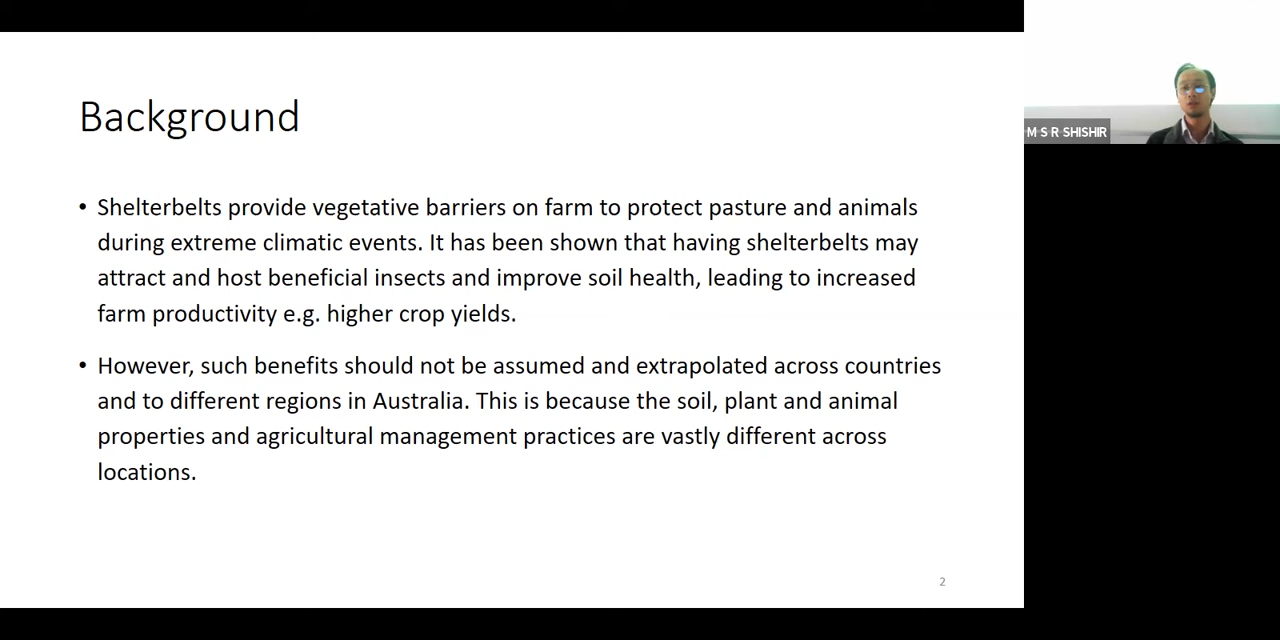 Background
M S R SHISHIR
• Shelterbelts provide vegetative barriers on farm to protect pasture and animals
during extreme climatic events. It has been shown that having shelterbelts may
attract and host beneficial insects and improve soil health, leading to increased
farm productivity e.g. higher crop yields.
• However, such benefits should not be assumed and extrapolated across countries
and to different regions in Australia. This is because the soil, plant and animal
properties and agricultural management practices are vastly different across
locations.
2